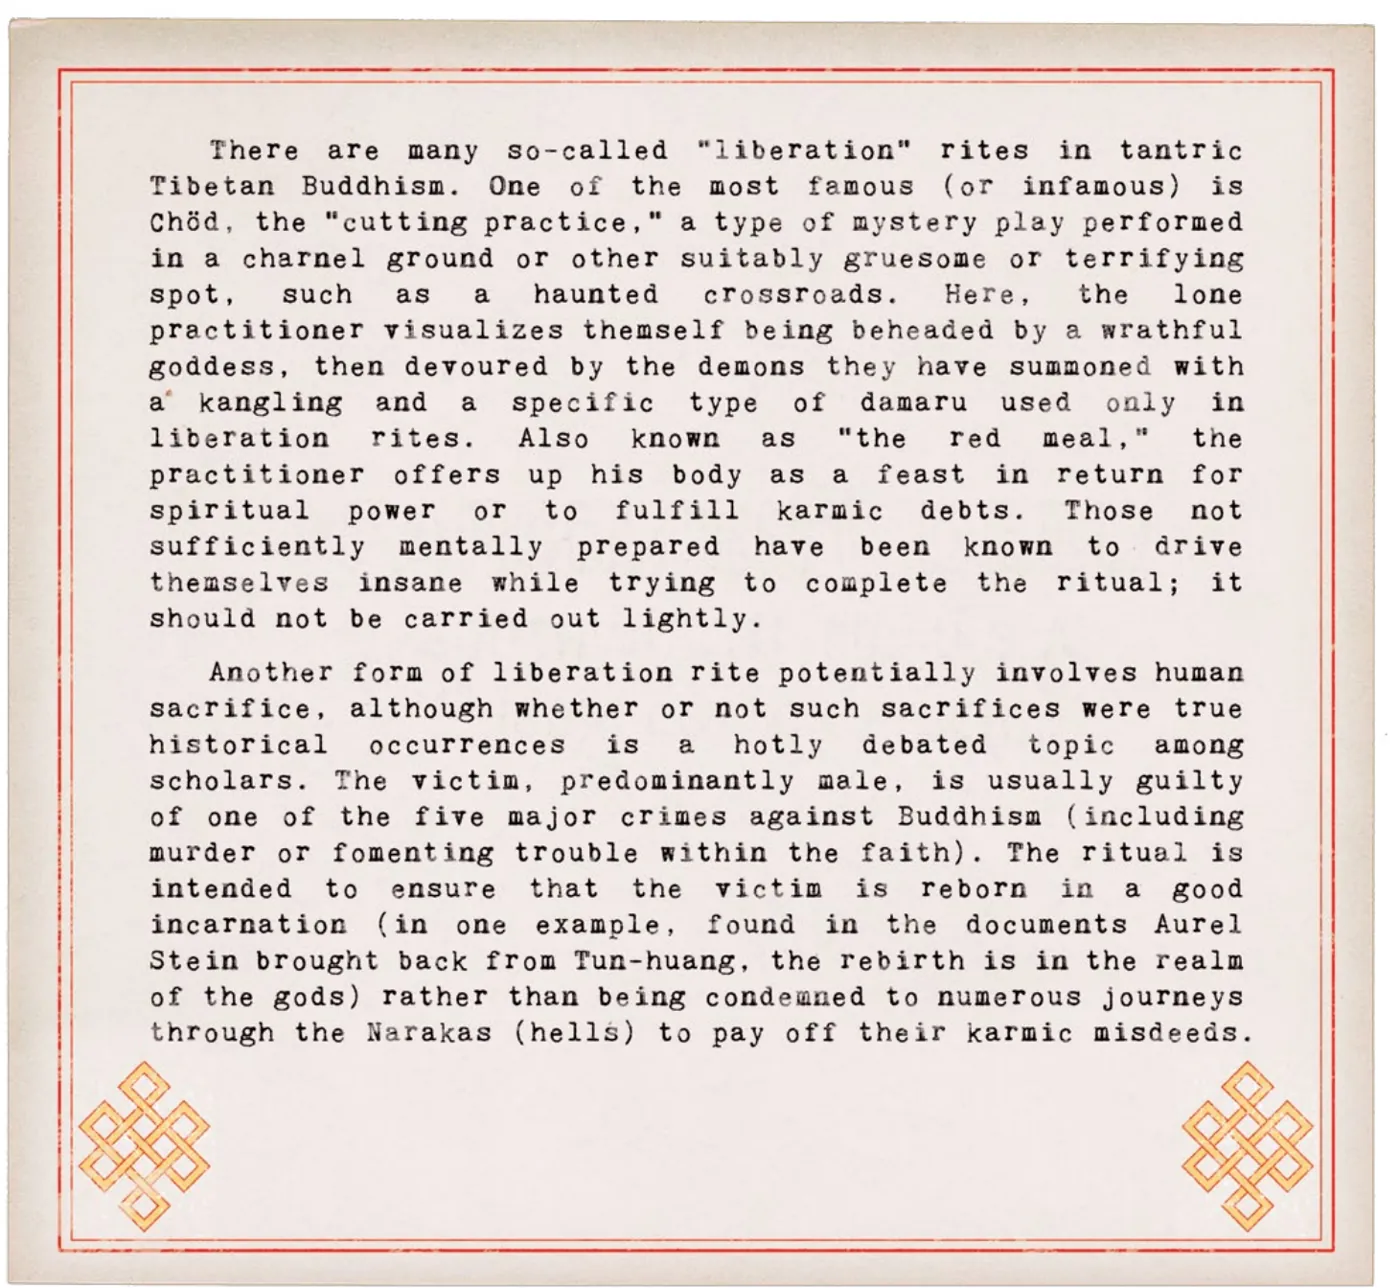 There are many so-called "liberation" rites in tantric
Tibetan Buddhism. One of the most famous (or infamous) is
Chöd, the "cutting practice," a type of mystery play performed
in a charnel ground or other suitably gruesome or terrifying
spot, such as a haunted crossroads. Here, the lone
practitioner visualizes themself being beheaded by a wrathful
goddess, then devoured by the demons they have summoned with
a kangling and a specific type of damaru used only in
liberation rites. Also known as "the red meal," the
practitioner offers up his body as a feast in return for
spiritual power or to fulfill karmic debts. Those not
sufficiently mentally prepared have been known to drive
themselves insane while trying to complete the ritual; it
should not be carried out lightly.
Another form of liberation rite potentially involves human
sacrifice, although whether or not such sacrifices were true
historical occurrences is a hotly debated topic among
scholars. The victim, predominantly male, is usually guilty
of one of the five major crimes against Buddhism (including
murder or fomenting trouble within the faith). The ritual is
intended to ensure that the victim is reborn in a good
incarnation (in one example, found in the documents Aurel
Stein brought back from Tun-huang, the rebirth is in the realm
of the gods) rather than being condemned to numerous journeys
through the Narakas (hells) to pay off their karmic misdeeds.